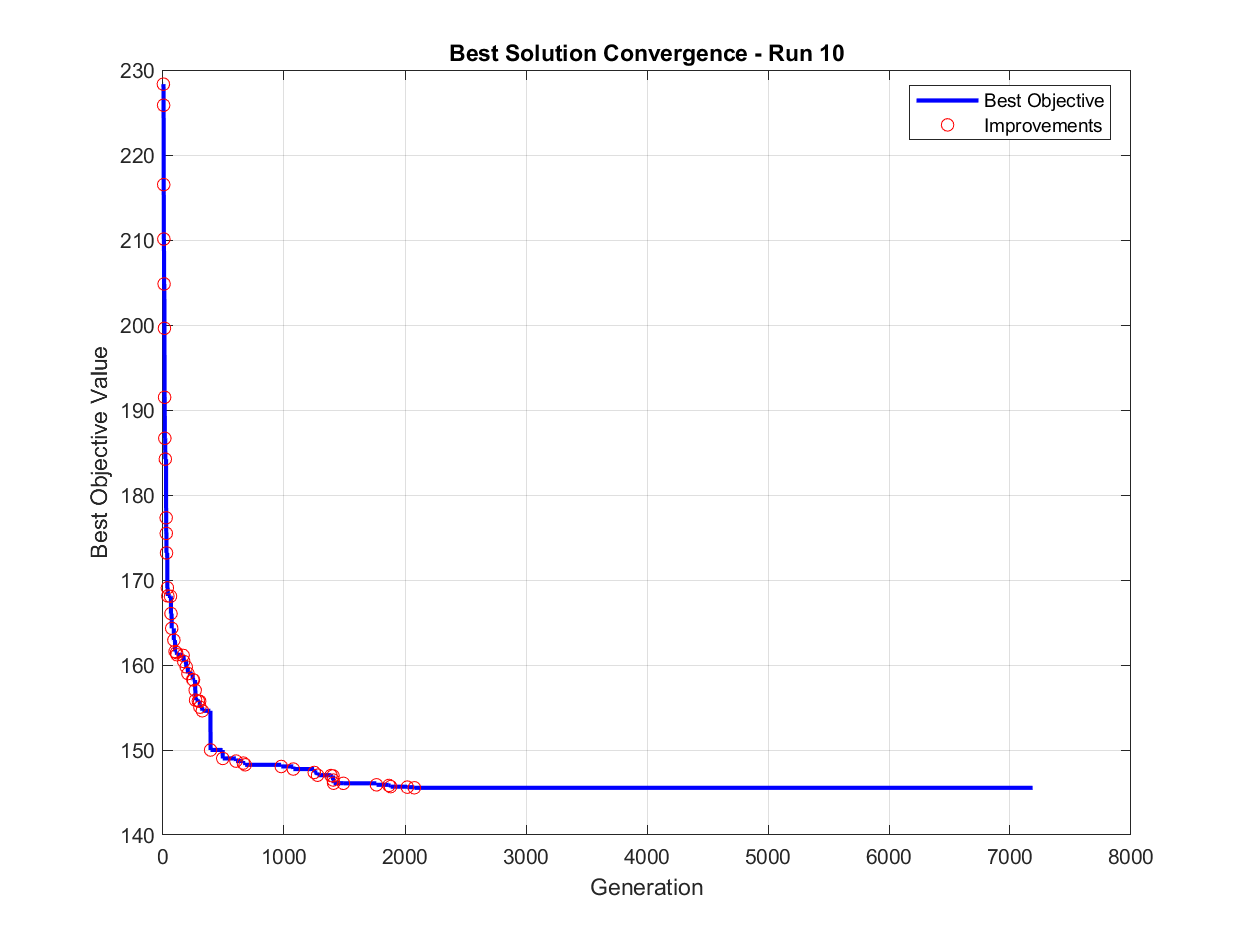 Best Solution Convergence - Run 10
Best Objective
Improvements
230
220
210
200
190
180
170
160
150
140
Best Objective Value
0 1000 2000 3000 4000 5000 6000 7000 8000
Generation